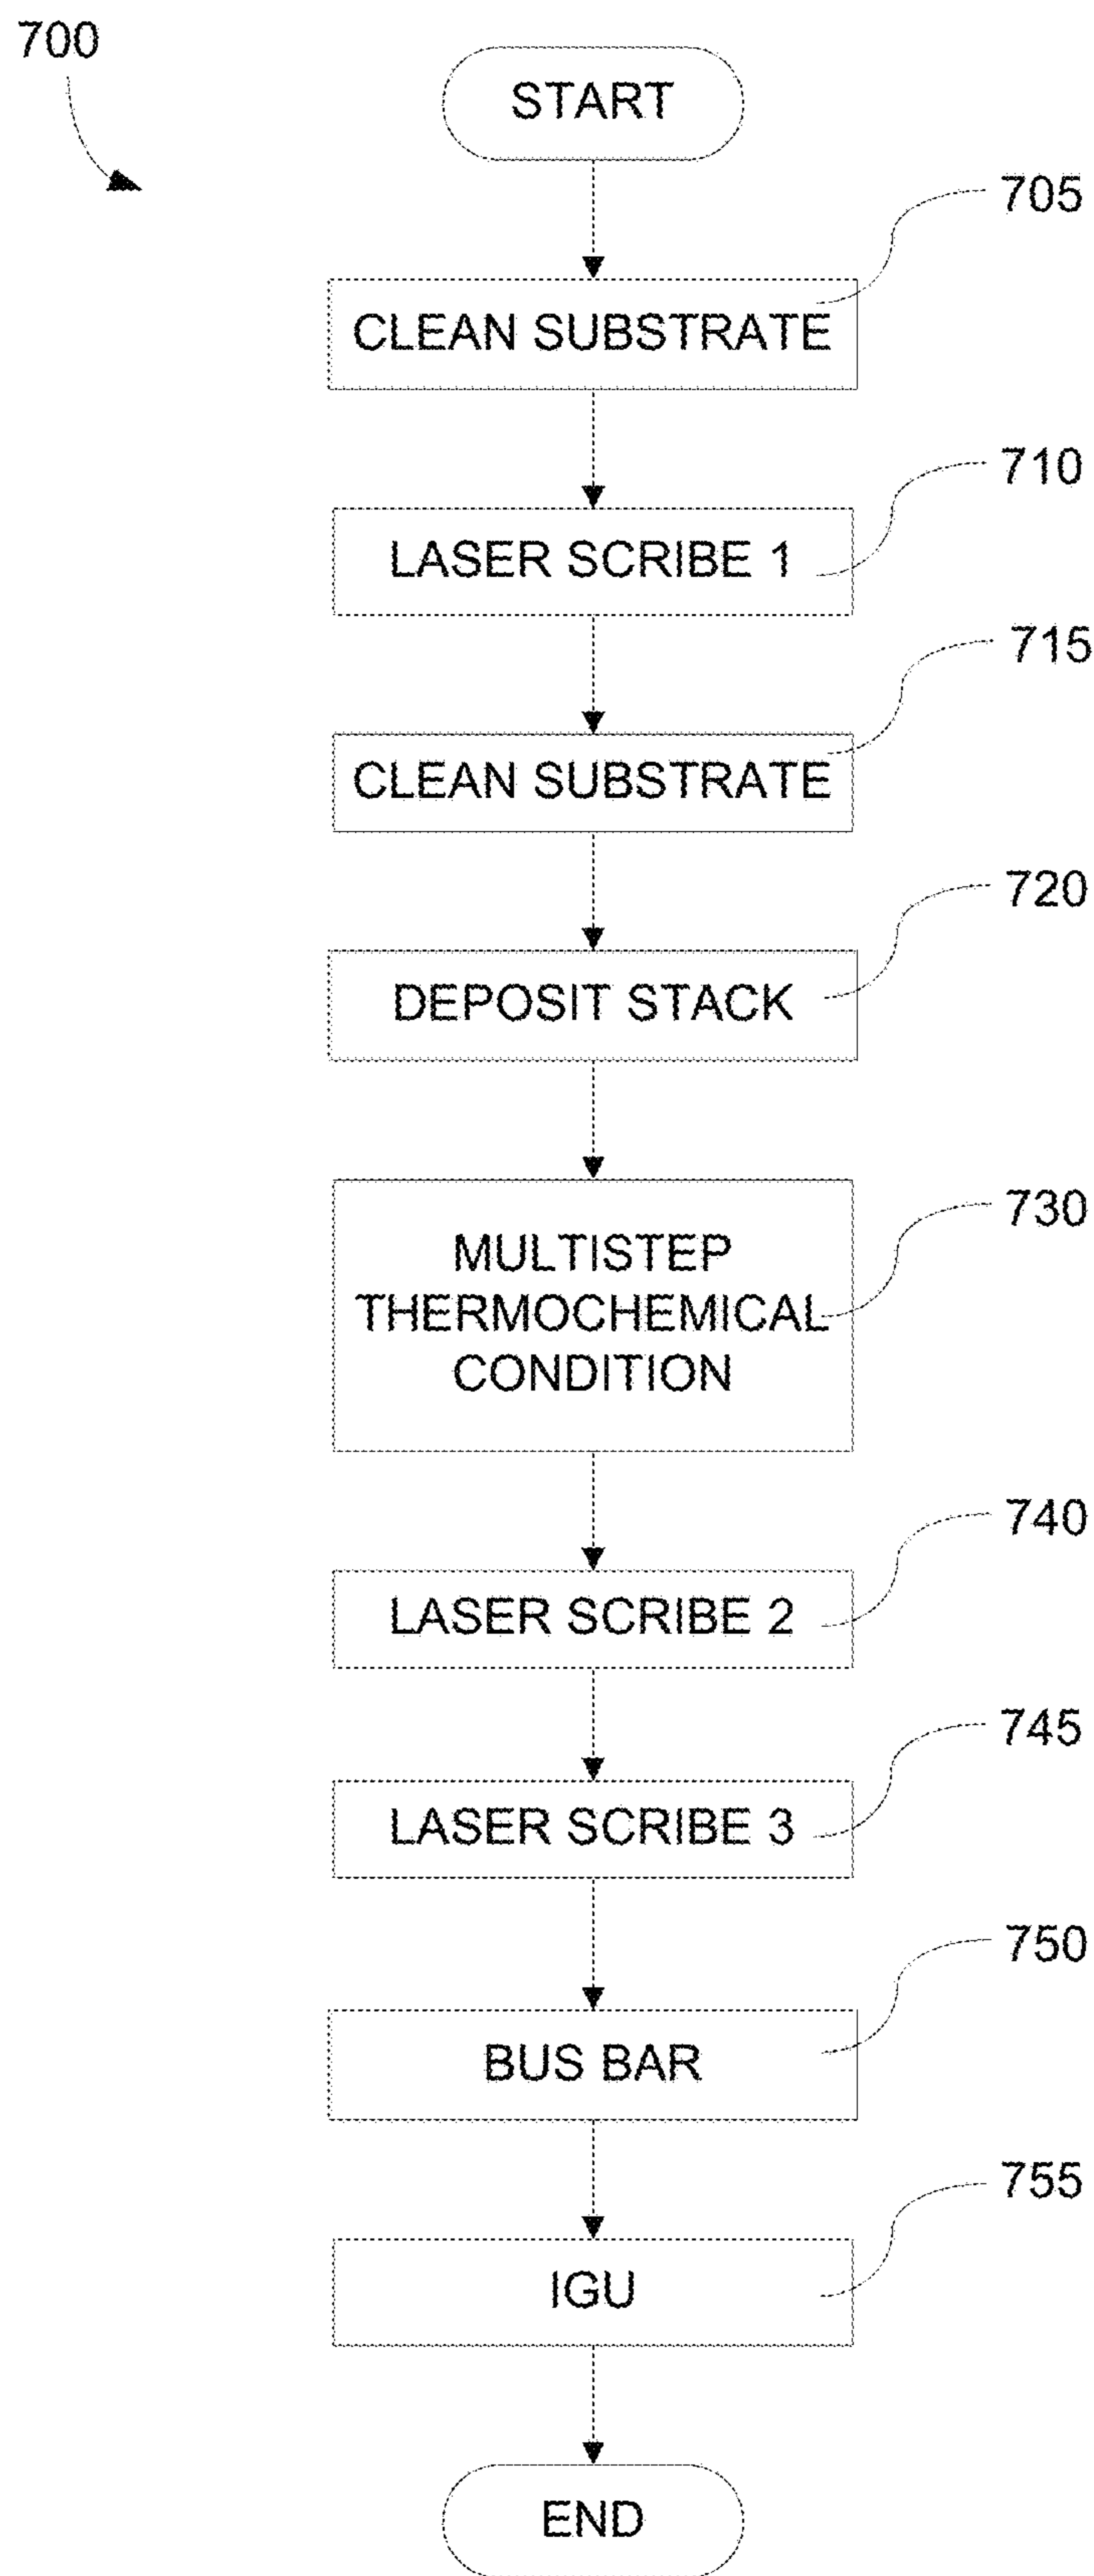 700
START
705
CLEAN SUBSTRATE
710
LASER SCRIBE 1
715
CLEAN SUBSTRATE
720
DEPOSIT STACK
730
MULTISTEP
THERMOCHEMICAL
CONDITION
740
LASER SCRIBE 2
745
LASER SCRIBE 3
750
BUS BAR
755
IGU
END